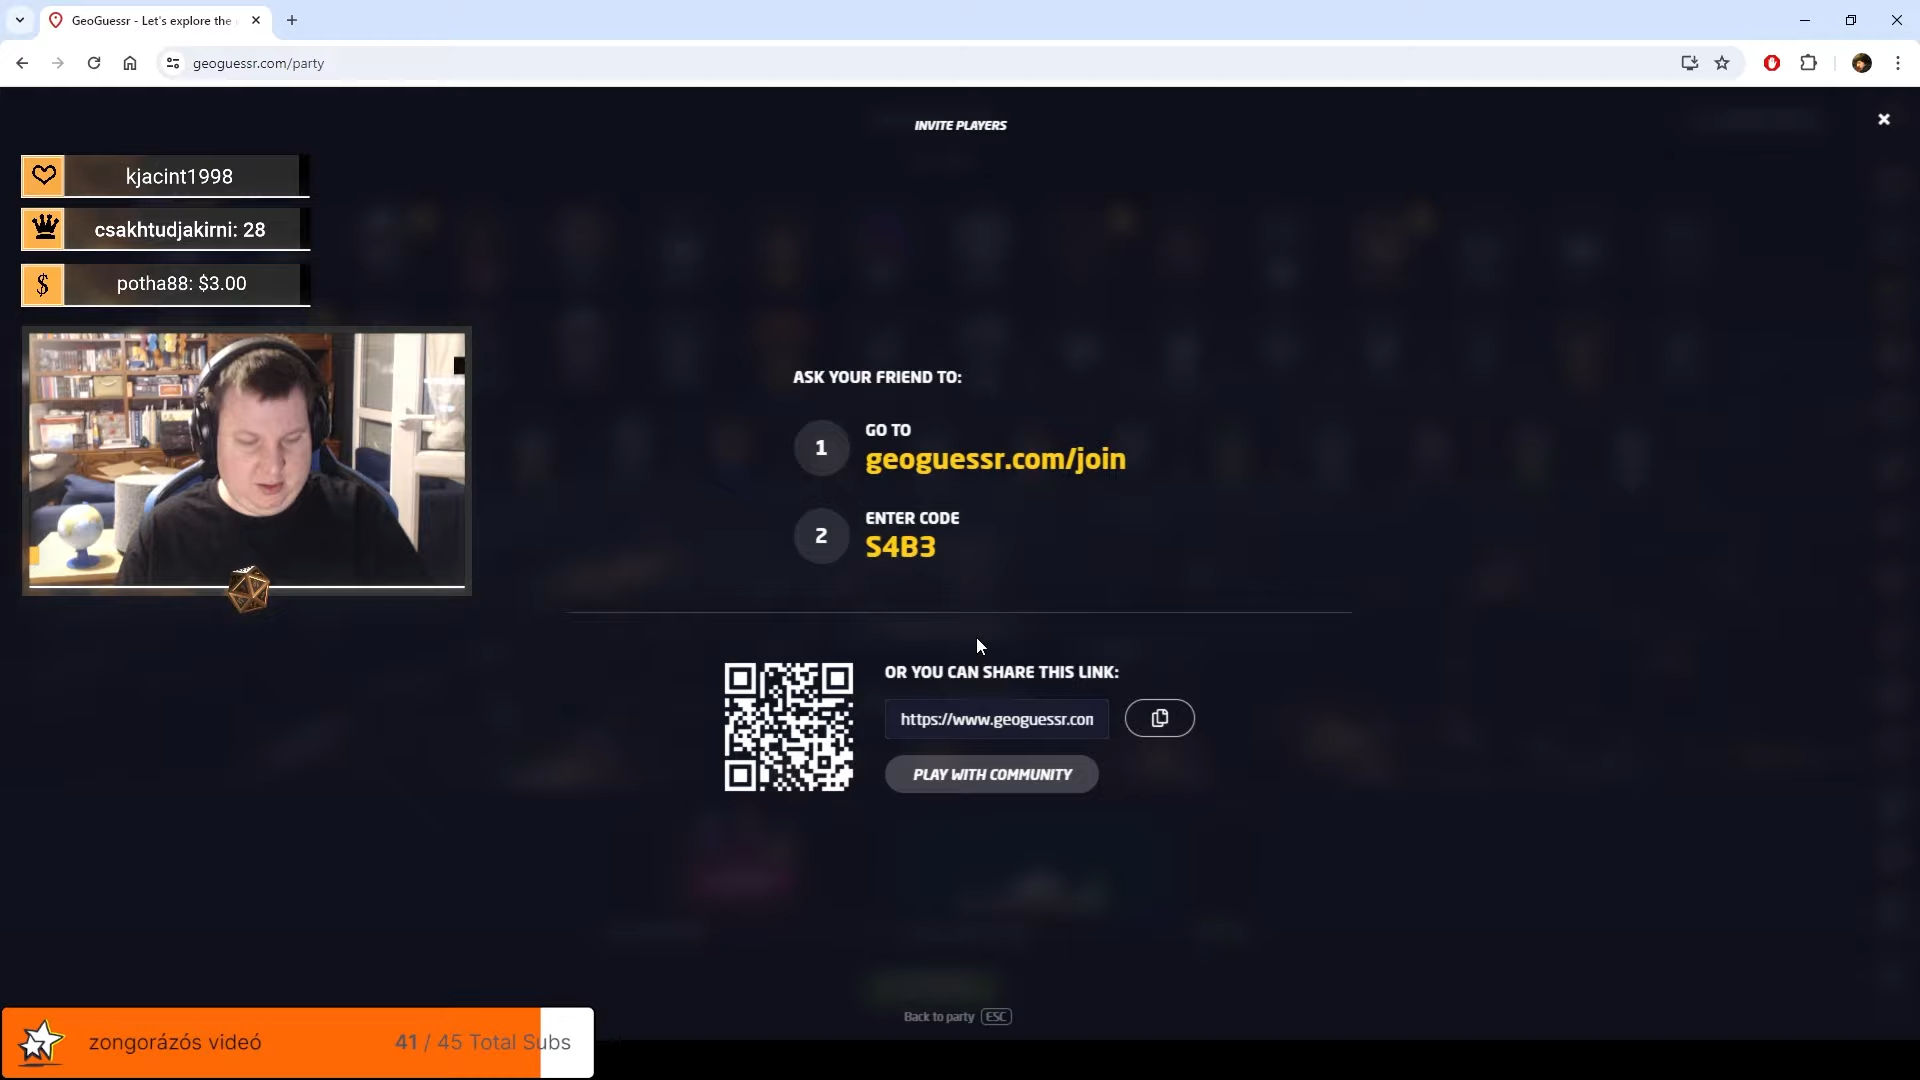 GeoGuessr - Let's explore the
geoguessr.com/party
INVITE PLAYERS
kjacint1998
csakhtudjakirni: 28
$
potha88: $3.00
ASK YOUR FRIEND TO:
1
GO TO
geoguessr.com/join
2
ENTER CODE
S4B3
OR YOU CAN SHARE THIS LINK:
https://www.geoguessr.con
PLAY WITH COMMUNITY
Back to party ESC
zongorázós videó
41 / 45 Total Subs